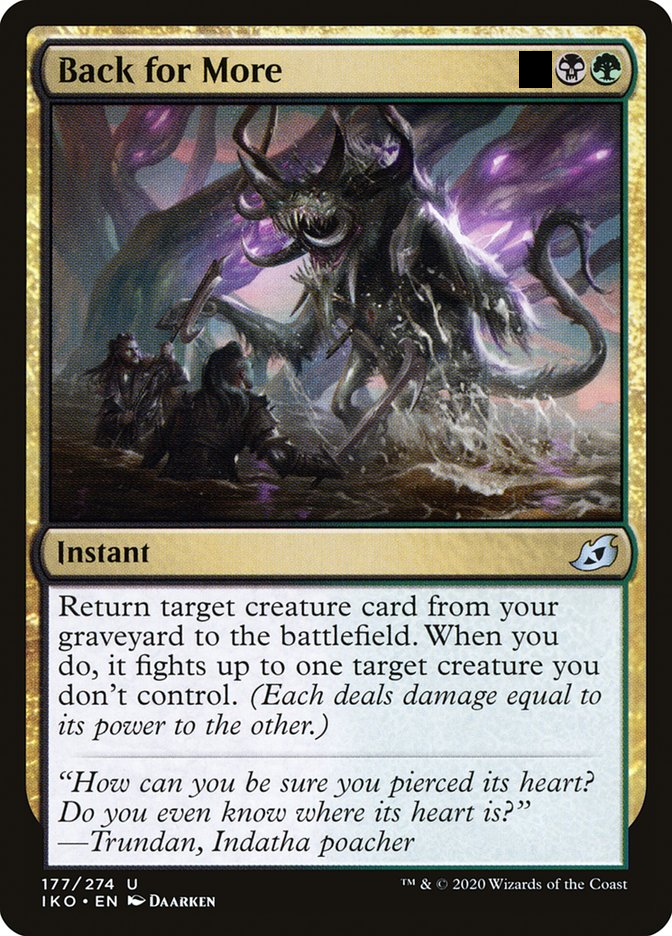 Back for More
Instant
Return target creature card from your
graveyard to the battlefield. When you
do, it fights up to one target creature you
don't control. (Each deals damage equal to
its power to the other.)
“How can you be sure you pierced its heart?
Do you even know where its heart is?”
—Trundan, Indatha poacher
177/274 U
IKO • EN DAARKEN
™ & © 2020 Wizards of the Coast